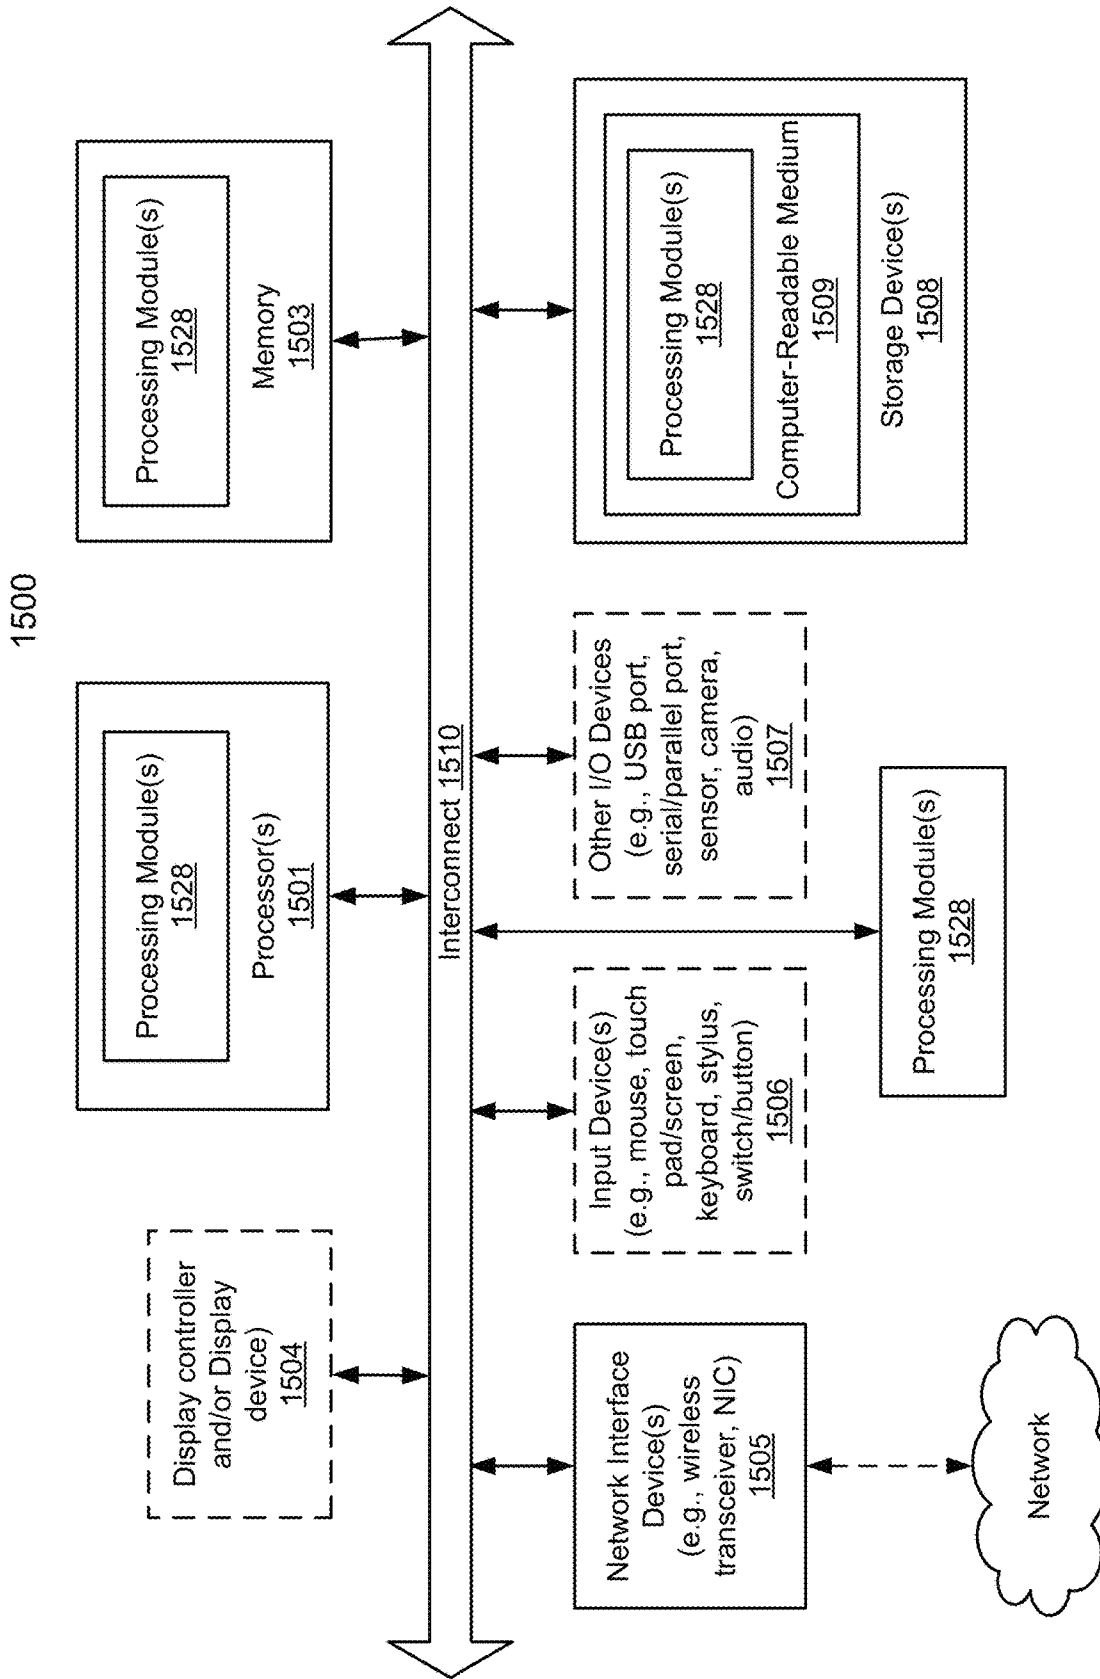 1500
Display controller
and/or Display
device)
1504
Processing Module(s)
1528
Processor(s)
1501
Processing Module(s)
1528
Memory
1503
Interconnect 1510
Network Interface
Device(s)
(e.g., wireless
transceiver, NIC)
1505
Input Device(s)
(e.g., mouse, touch
pad/screen,
keyboard, stylus,
switch/button)
1506
Other I/O Devices
(e.g., USB port,
serial/parallel port,
sensor, camera,
audio)
1507
Processing Module(s)
1528
Computer-Readable Medium
1509
Storage Device(s)
1508
Processing Module(s)
1528
Network